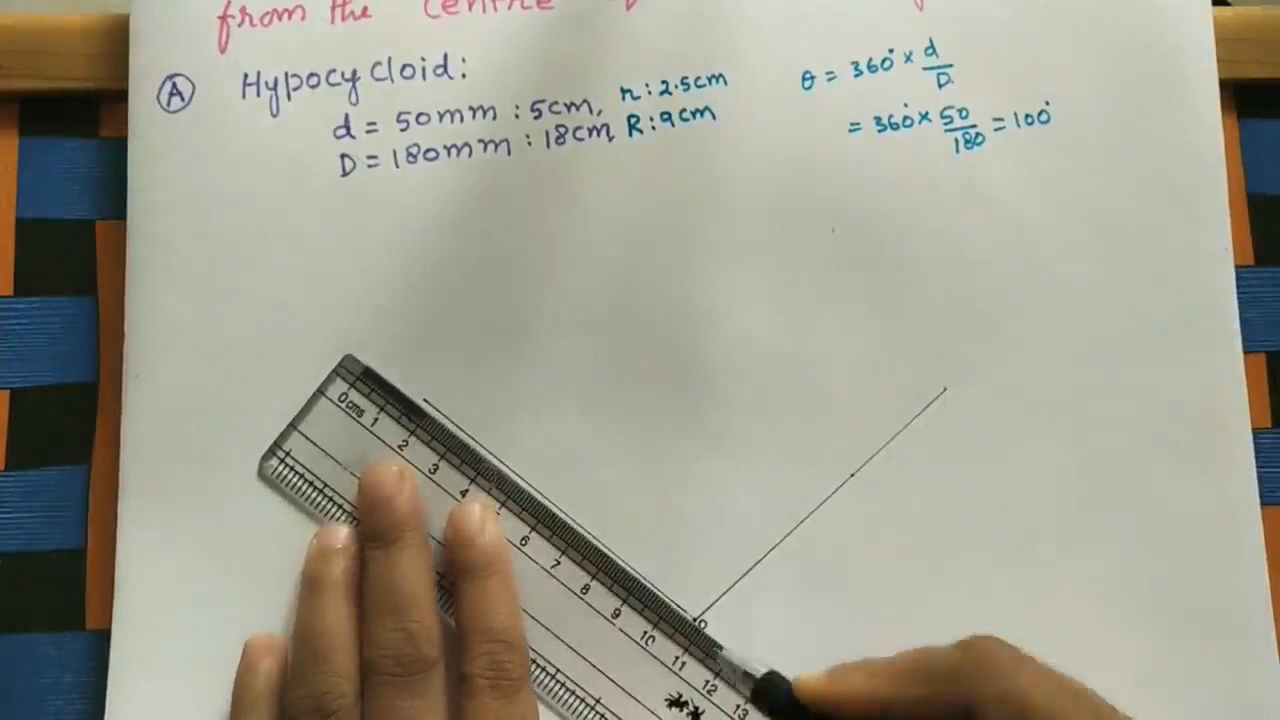 from the centre
Ⓐ Hypocycloid:
d = 50mm : 5cm, r : 2.5cm
D = 180mm : 18cm R : 9cm
θ = 360° × d/D
= 360° × 50/180 = 100°
O
0cms 1 2 3 4 6 7 8 9 10 11 12 13